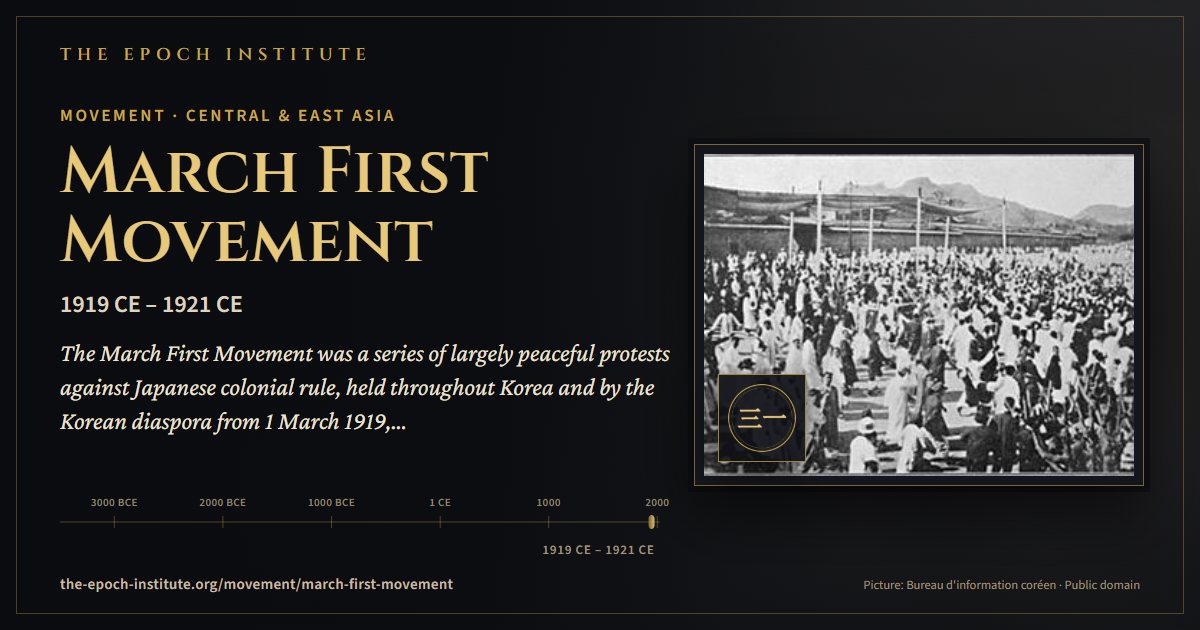 THE EPOCH INSTITUTE
MOVEMENT · CENTRAL & EAST ASIA
MARCH FIRST
MOVEMENT
1919 CE – 1921 CE
The March First Movement was a series of largely peaceful protests
against Japanese colonial rule, held throughout Korea and by the
Korean diaspora from 1 March 1919,...
三一
3000 BCE 2000 BCE 1000 BCE 1 CE 1000 2000
1919 CE – 1921 CE
the-epoch-institute.org/movement/march-first-movement
Picture: Bureau d'information coréen · Public domain